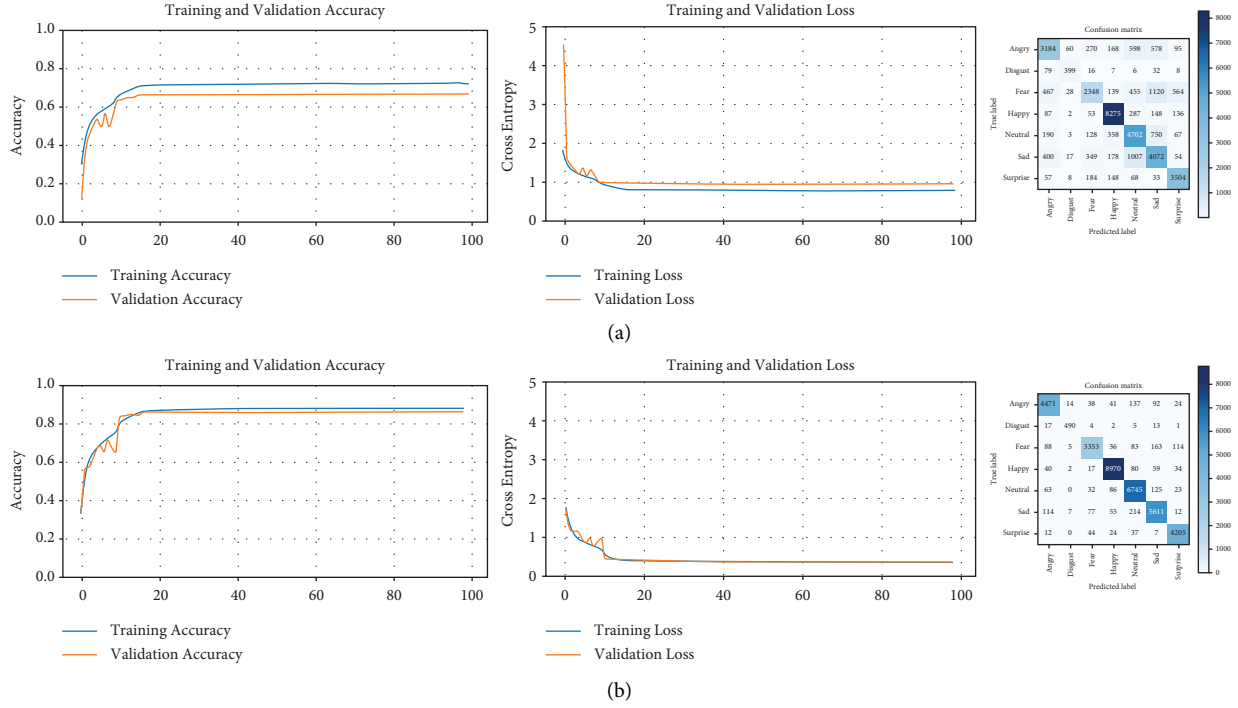 Training and Validation Accuracy
1.0
0.8
0.6
0.4
0.2
0.0
Accuracy
0 20 40 60 80 100
Training Accuracy
Validation Accuracy
Training and Validation Loss
5
4
3
2
1
0
Cross Entropy
0 20 40 60 80 100
Training Loss
Validation Loss
Confusion matrix
True label
Angry 3184 60 270 168 598 578 95
Disgust 79 399 16 7 6 32 8
Fear 467 28 2348 139 455 1120 564
Happy 87 2 53 8275 287 148 136
Neutral 190 3 128 358 4702 750 67
Sad 400 17 349 178 1007 4072 54
Surprise 57 8 184 148 68 33 3504
Angry Disgust Fear Happy Neutral Sad Surprise
Predicted label
8000
7000
6000
5000
4000
3000
2000
1000
(a)
Training and Validation Accuracy
1.0
0.8
0.6
0.4
0.2
0.0
Accuracy
0 20 40 60 80 100
Training Accuracy
Validation Accuracy
Training and Validation Loss
5
4
3
2
1
0
Cross Entropy
0 20 40 60 80 100
Training Loss
Validation Loss
Confusion matrix
True label
Angry 4471 14 38 41 137 92 24
Disgust 17 490 4 2 5 13 1
Fear 88 5 3353 36 83 163 114
Happy 40 2 17 8970 80 59 34
Neutral 63 0 32 86 6745 125 23
Sad 114 7 77 55 214 5611 12
Surprise 12 0 44 24 37 7 4205
Angry Disgust Fear Happy Neutral Sad Surprise
Predicted label
8000
7000
6000
5000
4000
3000
2000
1000
0
(b)